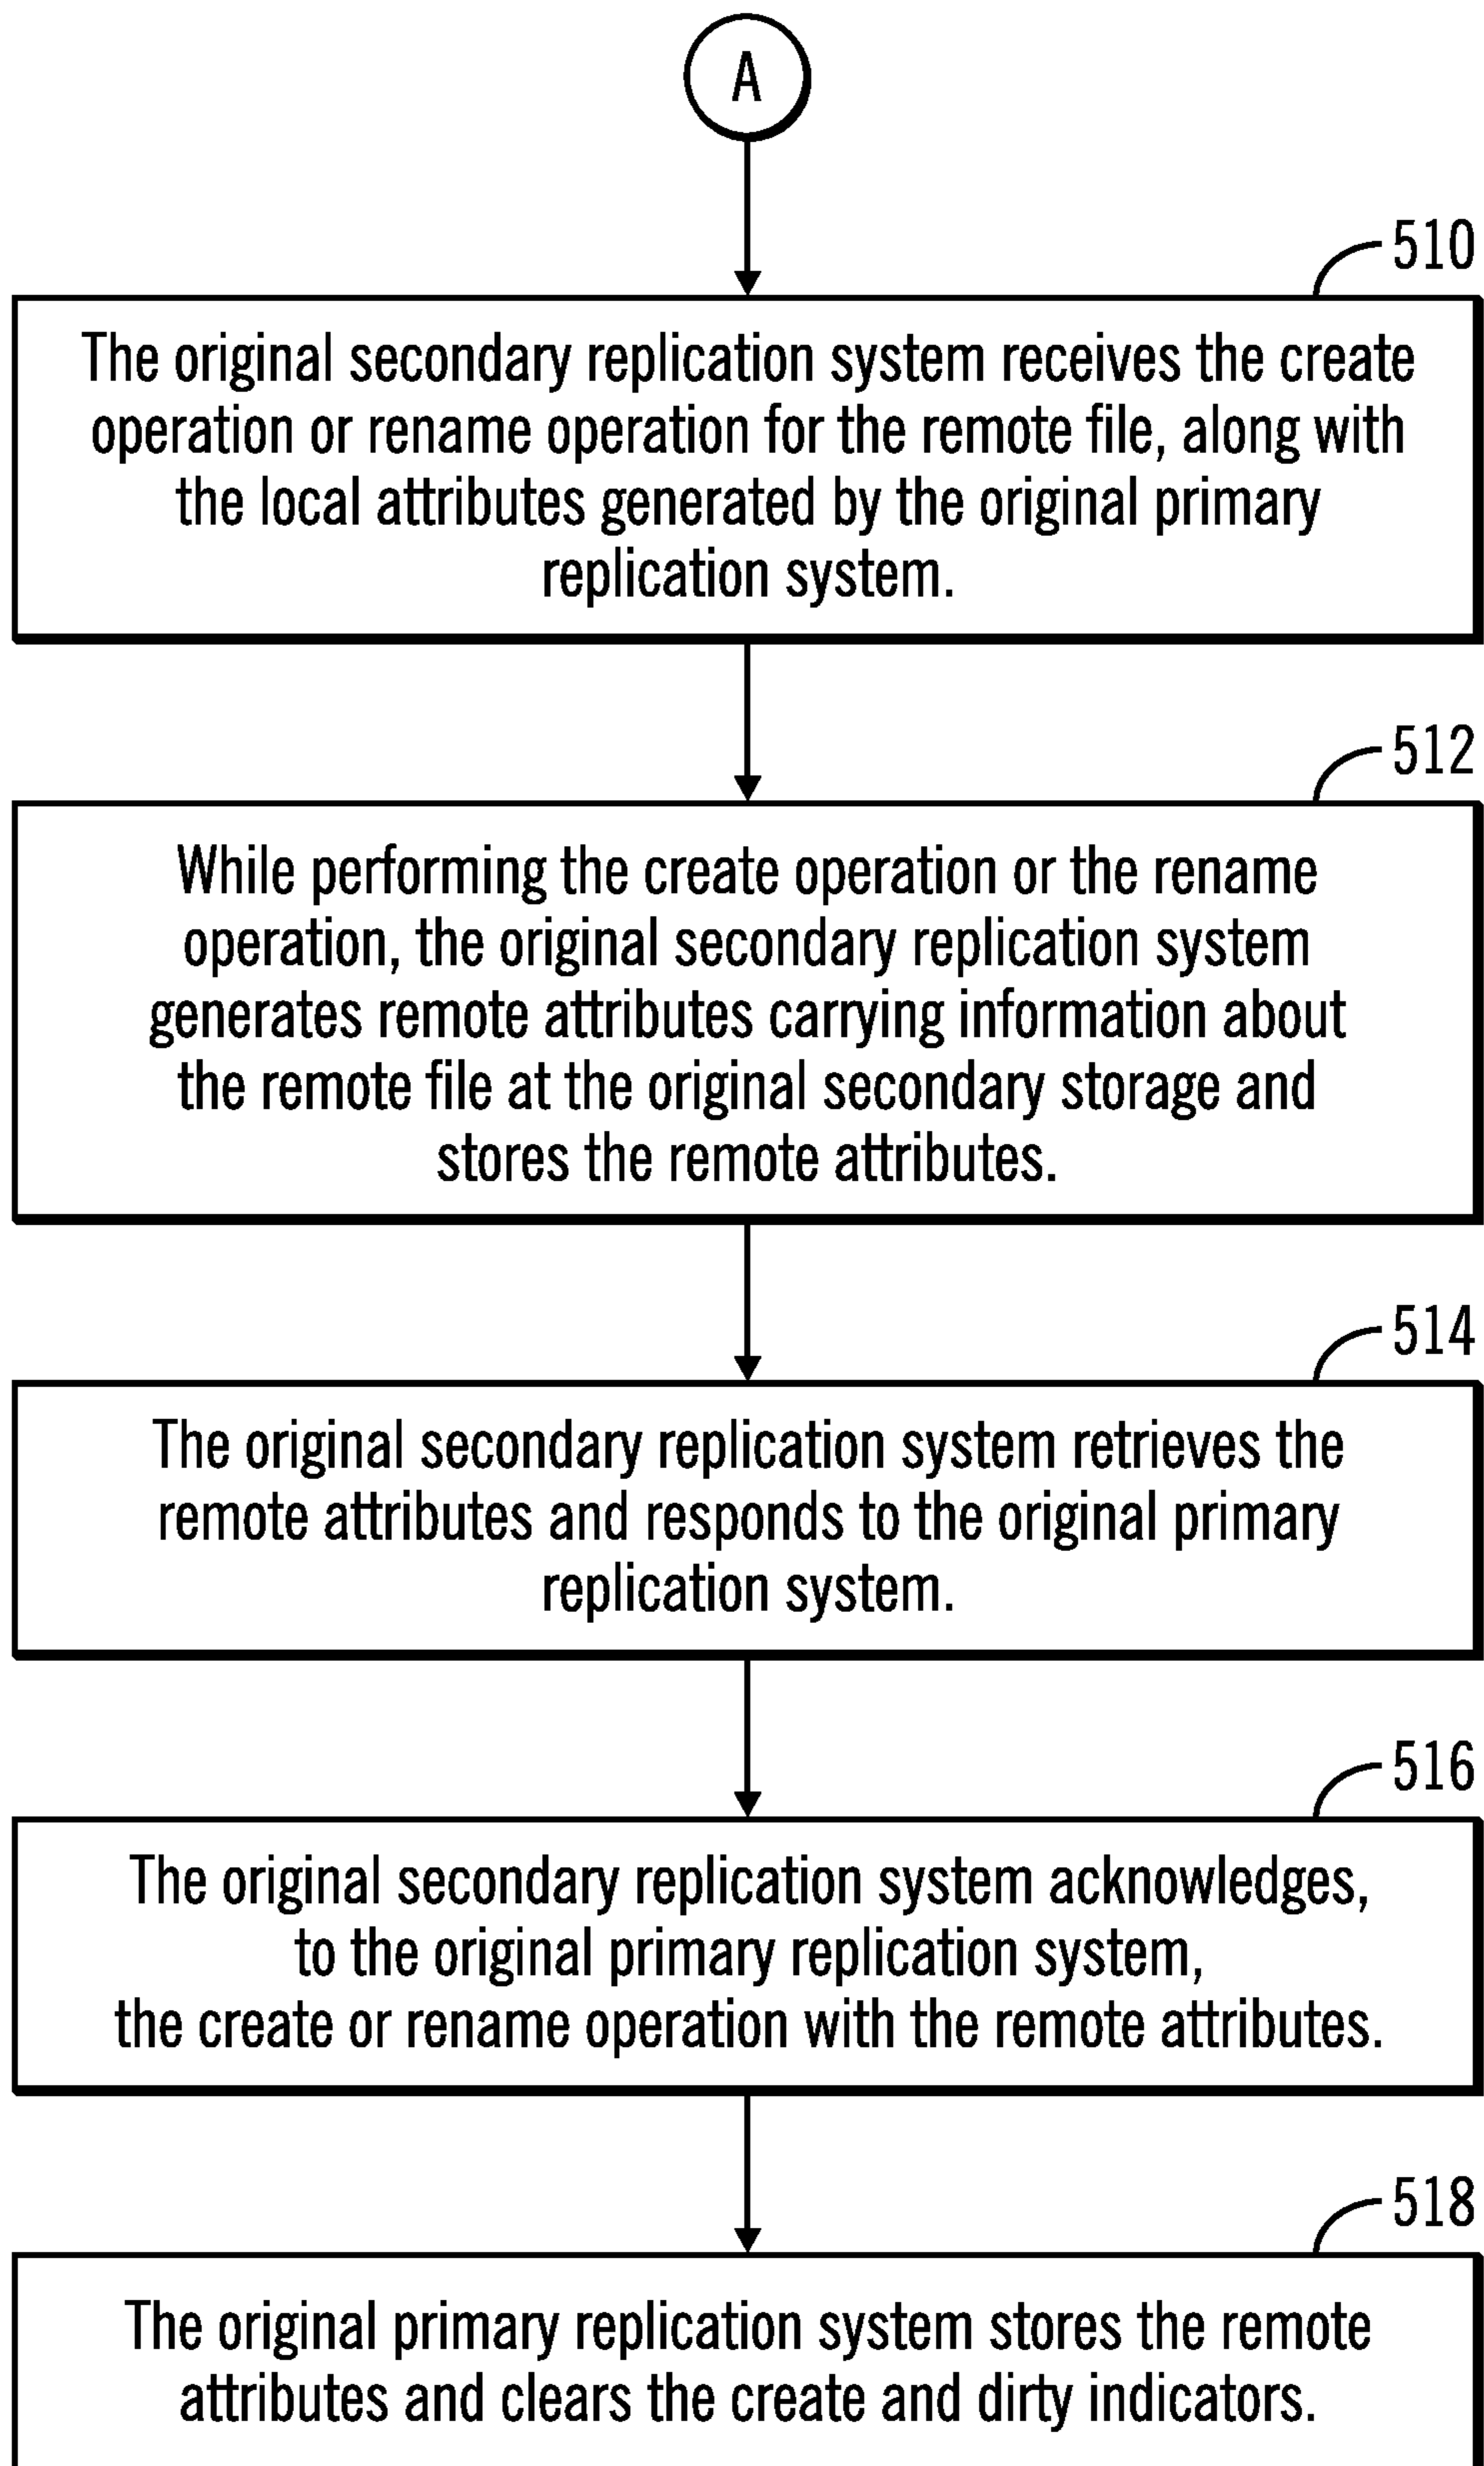 A
510
The original secondary replication system receives the create
operation or rename operation for the remote file, along with
the local attributes generated by the original primary
replication system.
512
While performing the create operation or the rename
operation, the original secondary replication system
generates remote attributes carrying information about
the remote file at the original secondary storage and
stores the remote attributes.
514
The original secondary replication system retrieves the
remote attributes and responds to the original primary
replication system.
516
The original secondary replication system acknowledges,
to the original primary replication system,
the create or rename operation with the remote attributes.
518
The original primary replication system stores the remote
attributes and clears the create and dirty indicators.